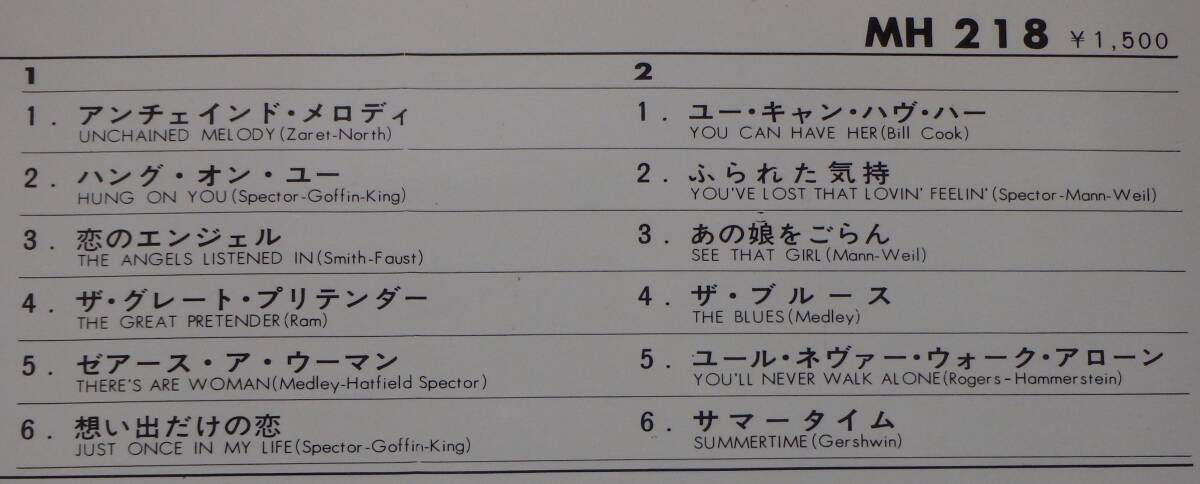 MH 218 ¥1,500
1
1. アンチェインド・メロディ
UNCHAINED MELODY(Zaret-North)
2. ハング・オン・ユー
HUNG ON YOU(Spector-Goffin-King)
3. 恋のエンジェル
THE ANGELS LISTENED IN(Smith-Faust)
4. ザ・グレート・プリテンダー
THE GREAT PRETENDER(Ram)
5. ゼアース・ア・ウーマン
THERE'S ARE WOMAN(Medley-Hatfield Spector)
6. 想い出だけの恋
JUST ONCE IN MY LIFE(Spector-Goffin-King)
2
1. ユー・キャン・ハヴ・ハー
YOU CAN HAVE HER(Bill Cook)
2. ふられた気持
YOU'VE LOST THAT LOVIN' FEELIN'(Spector-Mann-Weil)
3. あの娘をごらん
SEE THAT GIRL(Mann-Weil)
4. ザ・ブルース
THE BLUES(Medley)
5. ユール・ネヴァー・ウォーク・アローン
YOU'LL NEVER WALK ALONE(Rogers-Hammerstein)
6. サマータイム
SUMMERTIME(Gershwin)